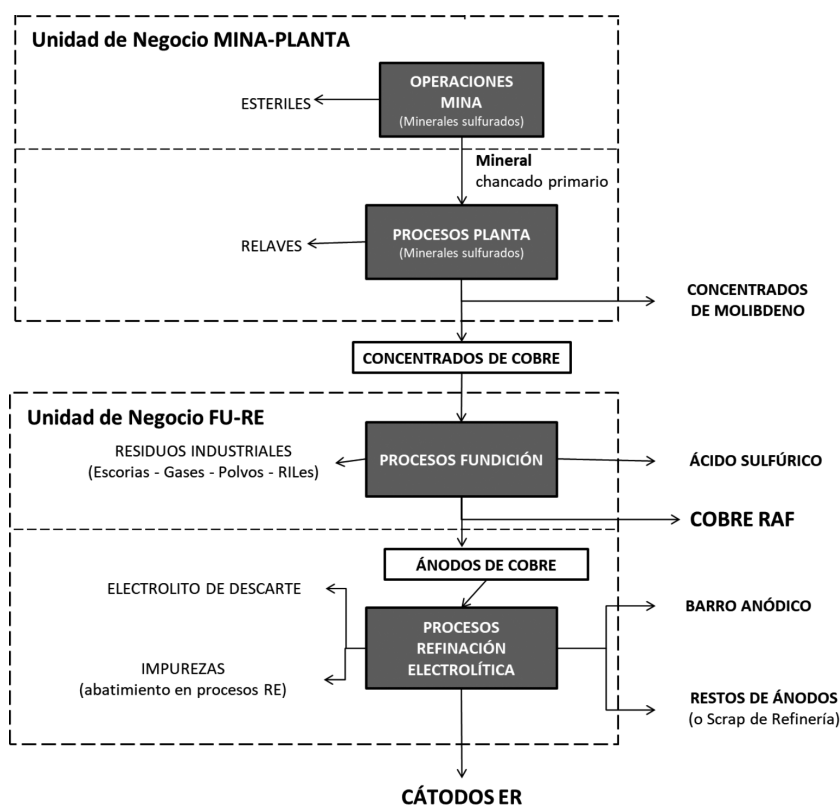 Unidad de Negocio MINA-PLANTA
OPERACIONES
MINA
(Minerales sulfurados)
ESTERILES
Mineral
chancado primario
PROCESOS PLANTA
(Minerales sulfurados)
RELAVES
CONCENTRADOS
DE MOLIBDENO
CONCENTRADOS DE COBRE
Unidad de Negocio FU-RE
RESIDUOS INDUSTRIALES
(Escorias - Gases - Polvos - RILes)
PROCESOS FUNDICIÓN
ÁCIDO SULFÚRICO
COBRE RAF
ÁNODOS DE COBRE
ELECTROLITO DE DESCARTE
BARRO ANÓDICO
PROCESOS
REFINACIÓN
ELECTROLÍTICA
IMPUREZAS
(abatimiento en procesos RE)
RESTOS DE ÁNODOS
(o Scrap de Refinería)
CÁTODOS ER